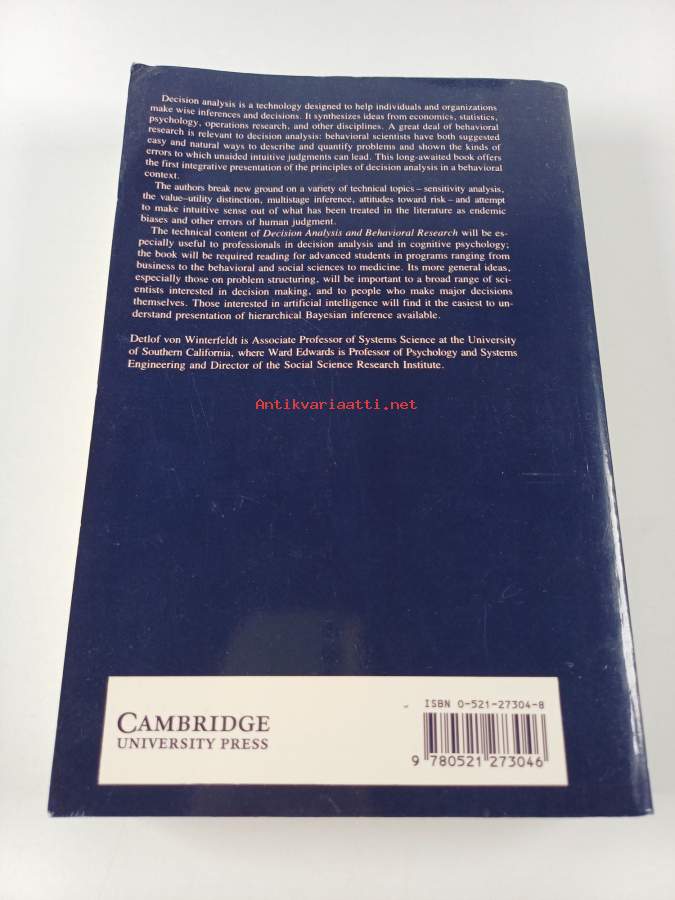 Decision analysis is a technology designed to help individuals and organizations
make wise inferences and decisions. It synthesizes ideas from economics, statistics,
psychology, operations research, and other disciplines. A great deal of behavioral
research is relevant to decision analysis: behavioral scientists have both suggested
easy and natural ways to describe and quantify problems and shown the kinds of
errors to which unaided intuitive judgments can lead. This long-awaited book offers
the first integrative presentation of the principles of decision analysis in a behavioral
context.
The authors break new ground on a variety of technical topics – sensitivity analysis,
the value–utility distinction, multistage inference, attitudes toward risk – and attempt
to make intuitive sense out of what has been treated in the literature as endemic
biases and other errors of human judgment.
The technical content of Decision Analysis and Behavioral Research will be es-
pecially useful to professionals in decision analysis and in cognitive psychology;
the book will be required reading for advanced students in programs ranging from
business to the behavioral and social sciences to medicine. Its more general ideas,
especially those on problem structuring, will be important to a broad range of sci-
entists interested in decision making, and to people who make major decisions
themselves. Those interested in artificial intelligence will find it the easiest to un-
derstand presentation of hierarchical Bayesian inference available.
Detlof von Winterfeldt is Associate Professor of Systems Science at the University
of Southern California, where Ward Edwards is Professor of Psychology and Systems
Engineering and Director of the Social Science Research Institute.
Antikvariaatti.net
CAMBRIDGE
UNIVERSITY PRESS
ISBN 0-521-27304-8
9 780521 273046